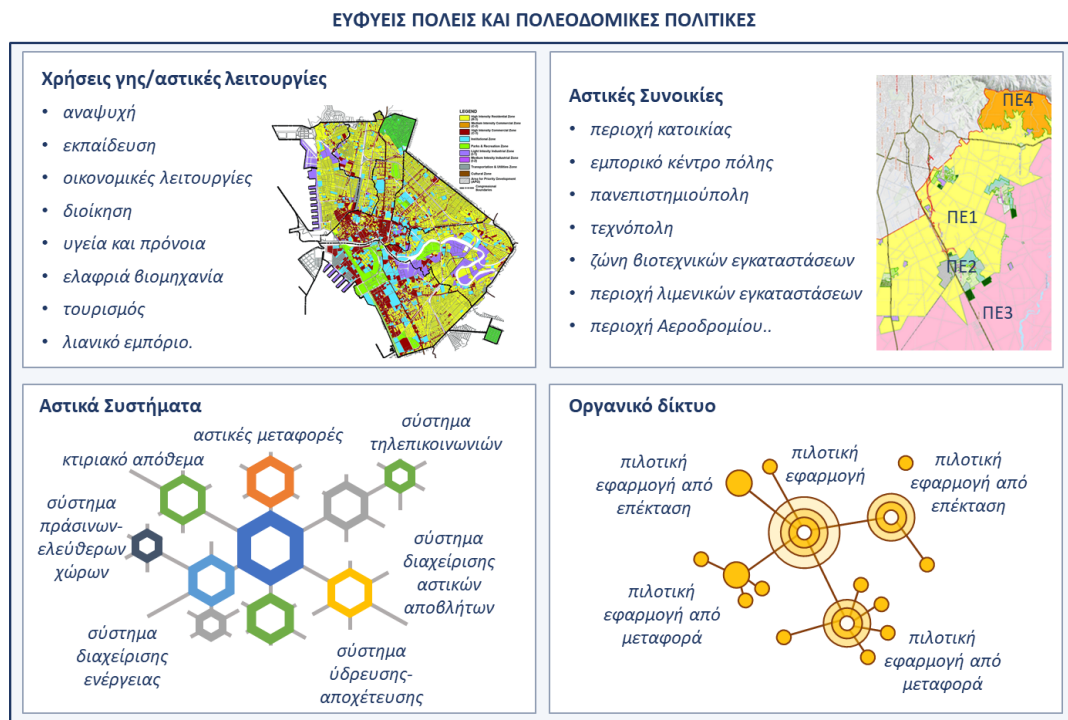 ΕΥΦΥΕΙΣ ΠΟΛΕΙΣ ΚΑΙ ΠΟΛΕΟΔΟΜΙΚΕΣ ΠΟΛΙΤΙΚΕΣ
Χρήσεις γης/αστικές λειτουργίες
• αναψυχή
• εκπαίδευση
• οικονομικές λειτουργίες
• διοίκηση
• υγεία και πρόνοια
• ελαφριά βιομηχανία
• τουρισμός
• λιανικό εμπόριο.
LEGEND
Αστικές Συνοικίες
• περιοχή κατοικίας
• εμπορικό κέντρο πόλης
• πανεπιστημιούπολη
• τεχνόπολη
• ζώνη βιοτεχνικών εγκαταστάσεων
• περιοχή λιμενικών εγκαταστάσεων
• περιοχή Αεροδρομίου..
ΠΕ4
ΠΕ1
ΠΕ2
ΠΕ3
Αστικά Συστήματα
κτιριακό απόθεμα
αστικές μεταφορές
σύστημα
τηλεπικοινωνιών
σύστημα
πράσινων-
ελεύθερων
χώρων
σύστημα
διαχείρισης
αστικών
αποβλήτων
σύστημα
διαχείρισης
ενέργειας
σύστημα
ύδρευσης-
αποχέτευσης
Οργανικό δίκτυο
πιλοτική
εφαρμογή από
επέκταση
πιλοτική
εφαρμογή
πιλοτική
εφαρμογή από
επέκταση
πιλοτική
εφαρμογή από
μεταφορά
πιλοτική
εφαρμογή από
μεταφορά